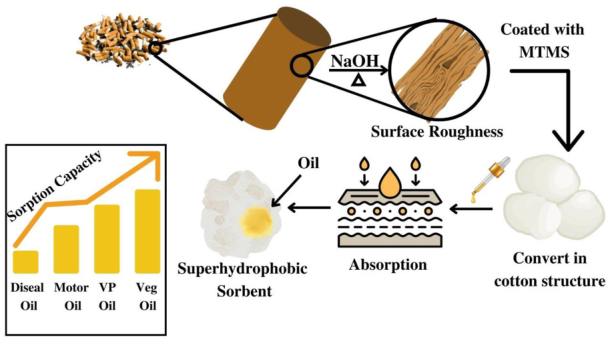 Coated with
MTMS
NaOH
Δ
Surface Roughness
Convert in
cotton structure
Absorption
Oil
Superhydrophobic
Sorbent
Sorption Capacity
Diseal Motor VP Veg
Oil Oil Oil Oil